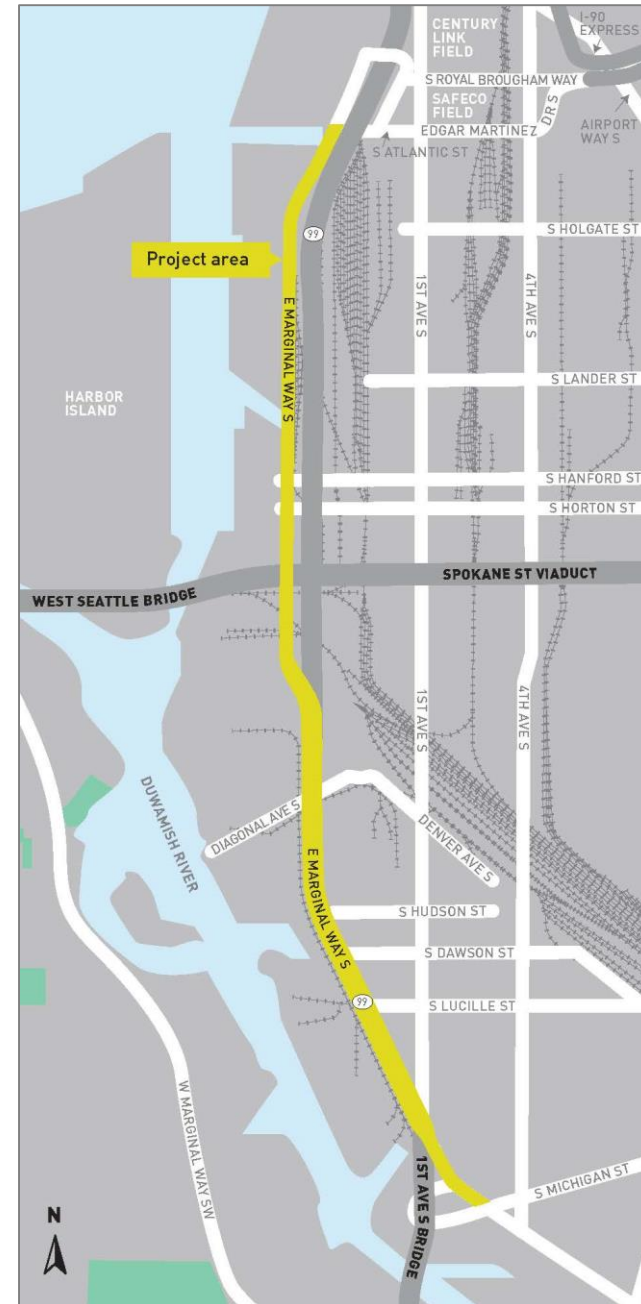 CENTURY
LINK
FIELD
I-90
EXPRESS
S ROYAL BROUGHAM WAY
SAFECO
FIELD
EDGAR MARTINEZ DR S
AIRPORT
WAY S
S ATLANTIC ST
99
S HOLGATE ST
Project area
E MARGINAL WAY S
1ST AVE S
4TH AVE S
HARBOR
ISLAND
S LANDER ST
S HANFORD ST
S HORTON ST
SPOKANE ST VIADUCT
WEST SEATTLE BRIDGE
1ST AVE S
4TH AVE S
DUWAMISH RIVER
DIAGONAL AVE S
DENVER AVE S
E MARGINAL WAY S
S HUDSON ST
S DAWSON ST
99
S LUCILLE ST
W MARGINAL WAY SW
1ST AVE S BRIDGE
S MICHIGAN ST
N